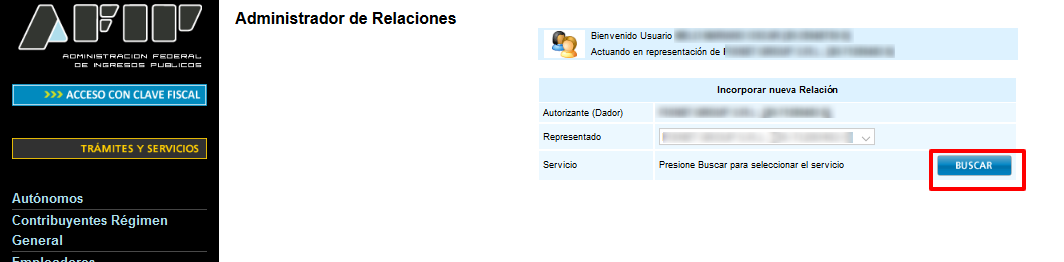 AFIP
ADMINISTRACION FEDERAL
DE INGRESOS PUBLICOS
>>> ACCESO CON CLAVE FISCAL
TRÁMITES Y SERVICIOS
Autónomos
Contribuyentes Régimen
General
Empleadores
Administrador de Relaciones
Bienvenido Usuario
Actuando en representación de
Incorporar nueva Relación
Autorizante (Dador)
Representado
Servicio Presione Buscar para seleccionar el servicio BUSCAR